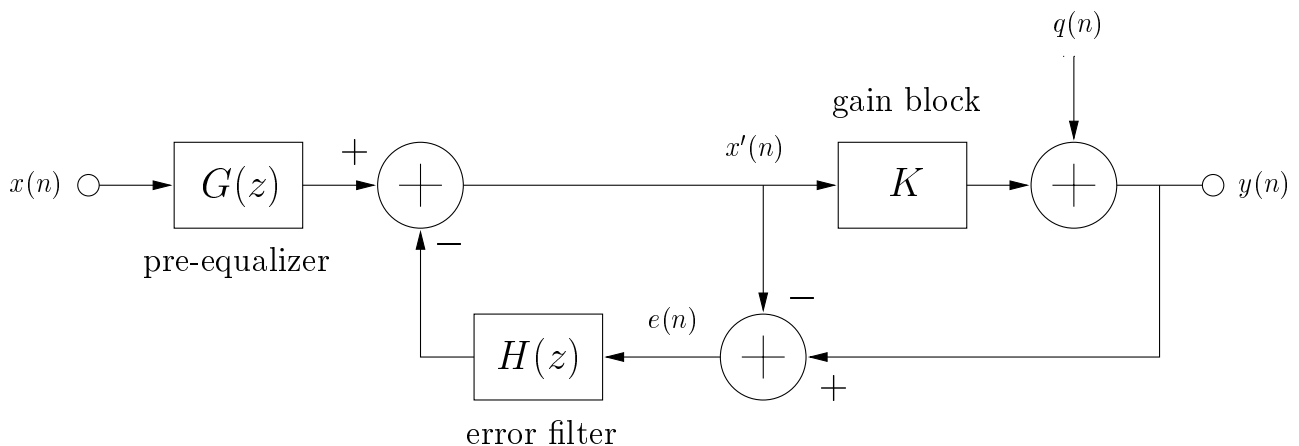 q(n)
gain block
+
x'(n)
x(n)
G(z)
+
K
+
y(n)
−
pre-equalizer
−
e(n)
H(z)
+
+
error filter